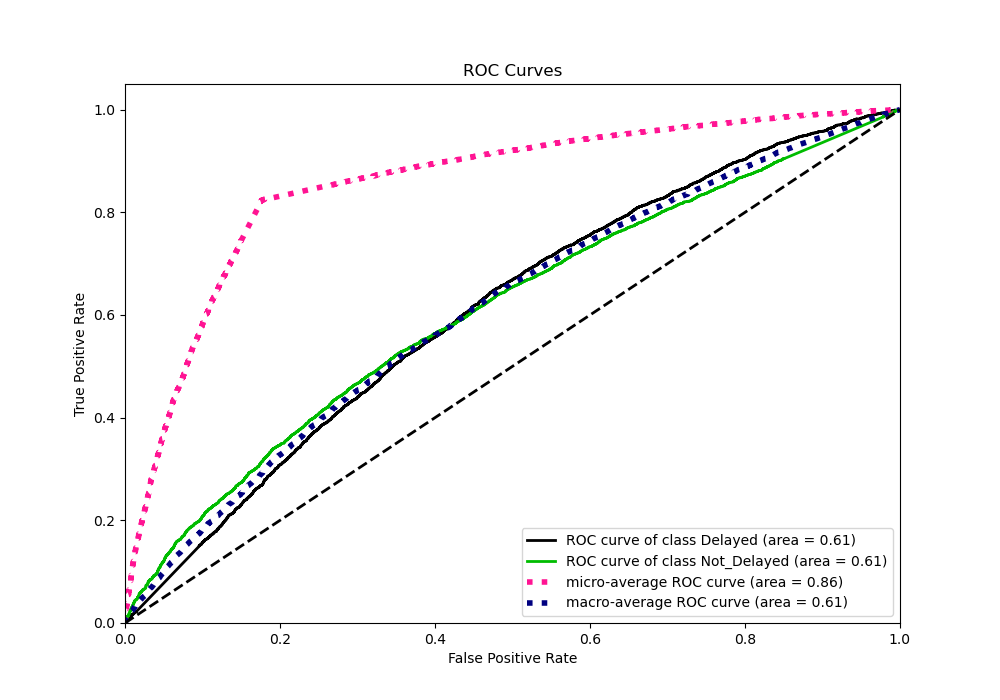 ROC Curves
1.0
0.8
0.6
0.4
0.2
0.0
True Positive Rate
0.0 0.2 0.4 0.6 0.8 1.0
False Positive Rate
ROC curve of class Delayed (area = 0.61)
ROC curve of class Not_Delayed (area = 0.61)
micro-average ROC curve (area = 0.86)
macro-average ROC curve (area = 0.61)